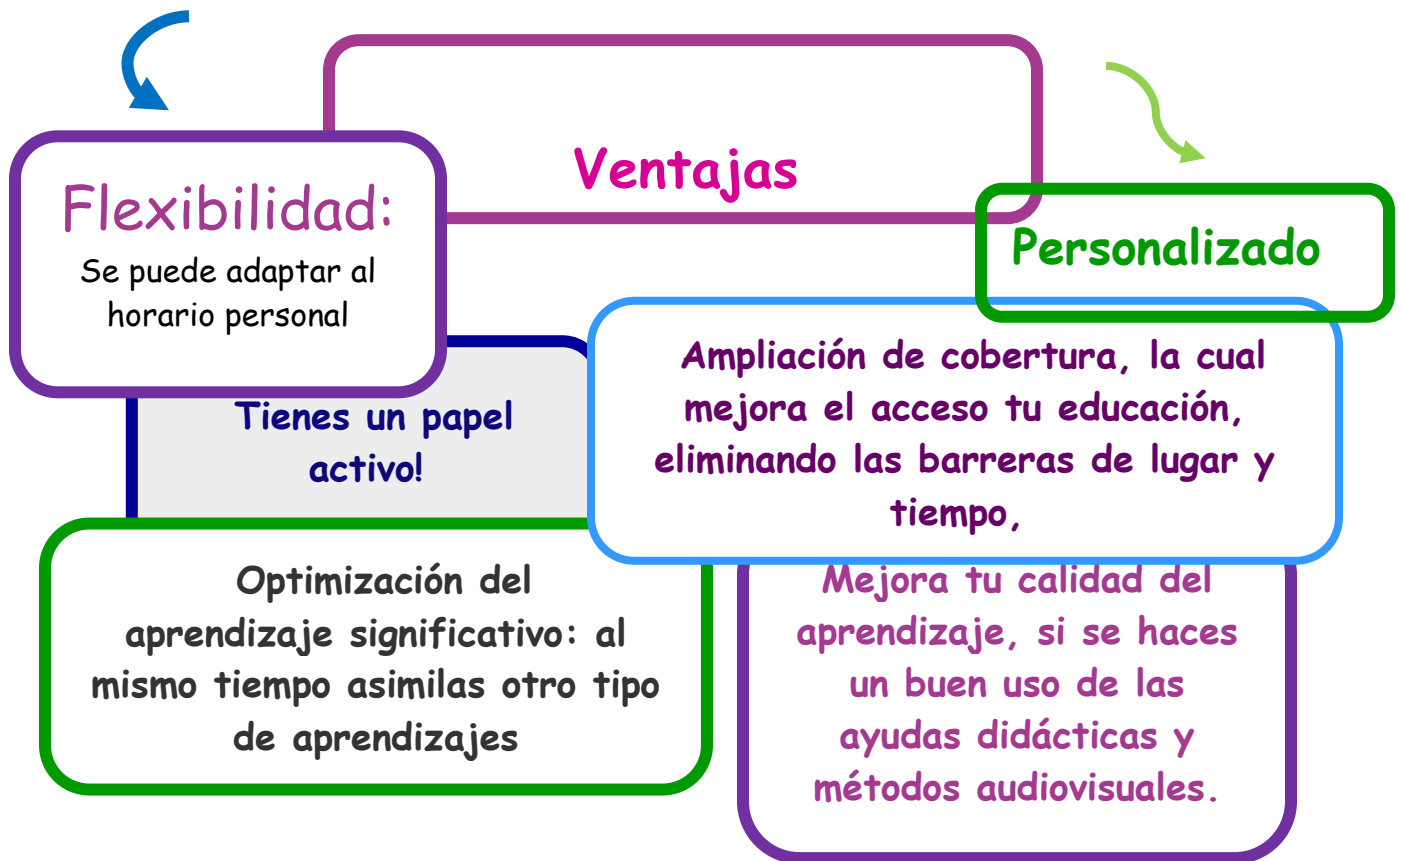 Ventajas
Flexibilidad:
Se puede adaptar al
horario personal
Personalizado
Tienes un papel
activo!
Ampliación de cobertura, la cual
mejora el acceso tu educación,
eliminando las barreras de lugar y
tiempo,
Optimización del
aprendizaje significativo: al
mismo tiempo asimilas otro tipo
de aprendizajes
Mejora tu calidad del
aprendizaje, si se haces
un buen uso de las
ayudas didácticas y
métodos audiovisuales.